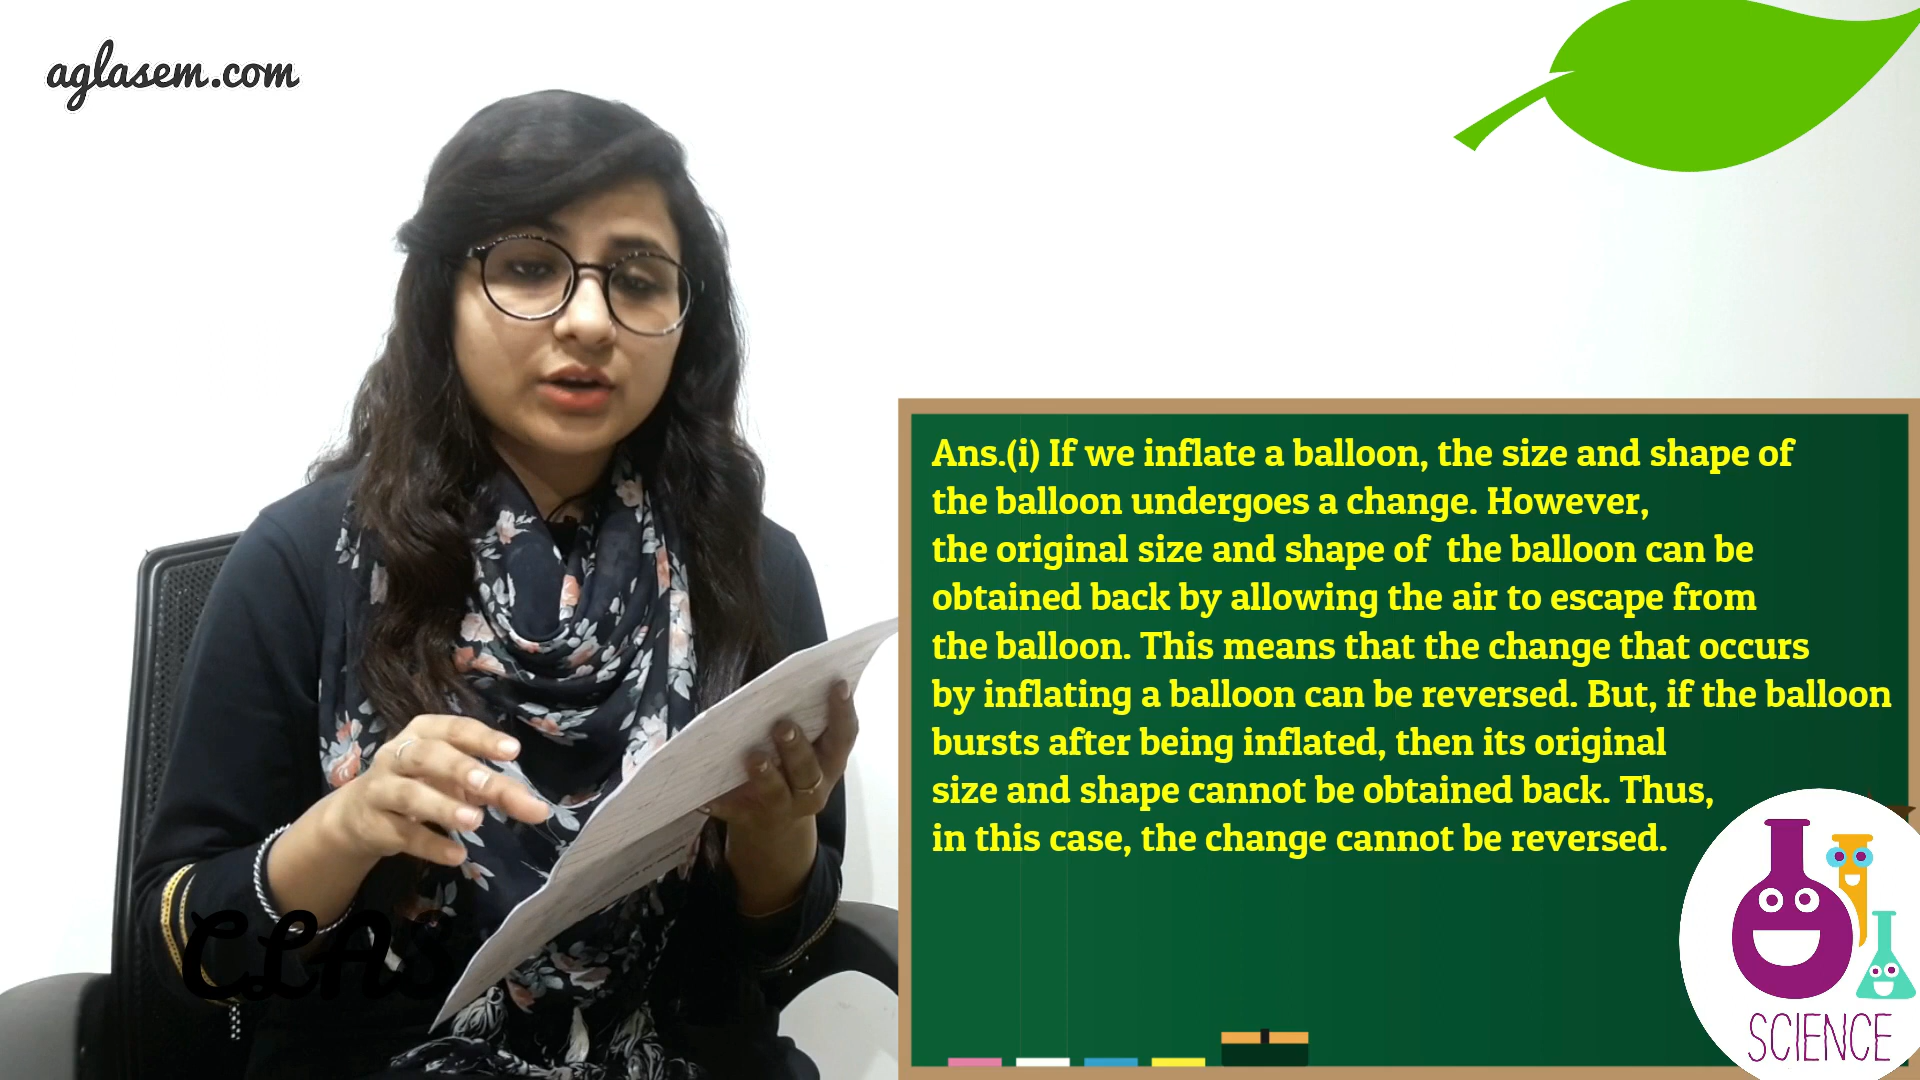 aglasem.com
Ans.(i) If we inflate a balloon, the size and shape of
the balloon undergoes a change. However,
the original size and shape of the balloon can be
obtained back by allowing the air to escape from
the balloon. This means that the change that occurs
by inflating a balloon can be reversed. But, if the balloon
bursts after being inflated, then its original
size and shape cannot be obtained back. Thus,
in this case, the change cannot be reversed.
CLAS
SCIENCE